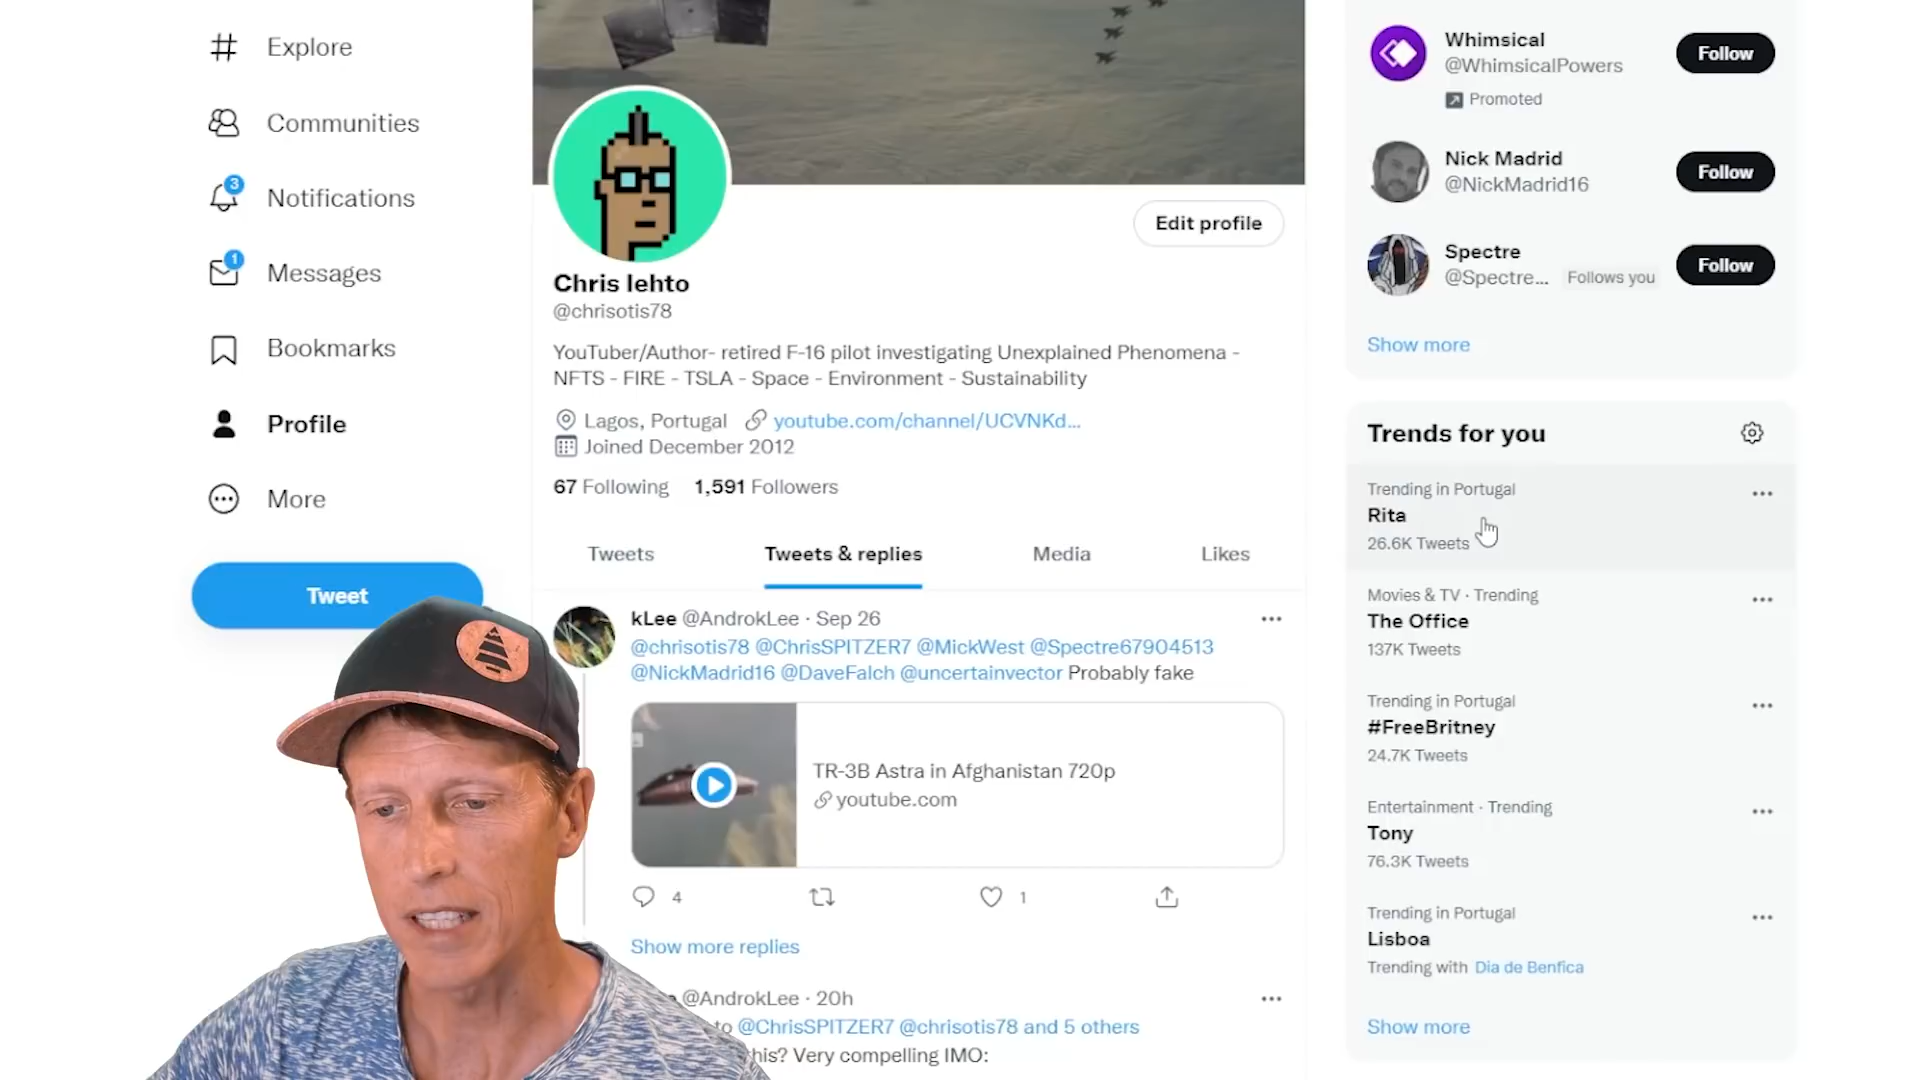 Explore
Communities
3
Notifications
1
Messages
Bookmarks
Profile
More
Tweet
Edit profile
Chris lehto
@chrisotis78
YouTuber/Author- retired F-16 pilot investigating Unexplained Phenomena -
NFTS - FIRE - TSLA - Space - Environment - Sustainability
Lagos, Portugal youtube.com/channel/UCVNKd...
Joined December 2012
67 Following 1,591 Followers
Tweets Tweets & replies Media Likes
kLee @AndrokLee · Sep 26
@chrisotis78 @ChrisSPITZER7 @MickWest @Spectre67904513
@NickMadrid16 @DaveFalch @uncertainvector Probably fake
TR-3B Astra in Afghanistan 720p
youtube.com
4 1
Show more replies
@AndrokLee · 20h
to @ChrisSPITZER7 @chrisotis78 and 5 others
his? Very compelling IMO:
Whimsical
@WhimsicalPowers
Follow
Promoted
Nick Madrid
@NickMadrid16
Follow
Spectre
@Spectre... Follows you
Follow
Show more
Trends for you
Trending in Portugal
Rita
26.6K Tweets
Movies & TV · Trending
The Office
137K Tweets
Trending in Portugal
#FreeBritney
24.7K Tweets
Entertainment · Trending
Tony
76.3K Tweets
Trending in Portugal
Lisboa
Trending with Dia de Benfica
Show more